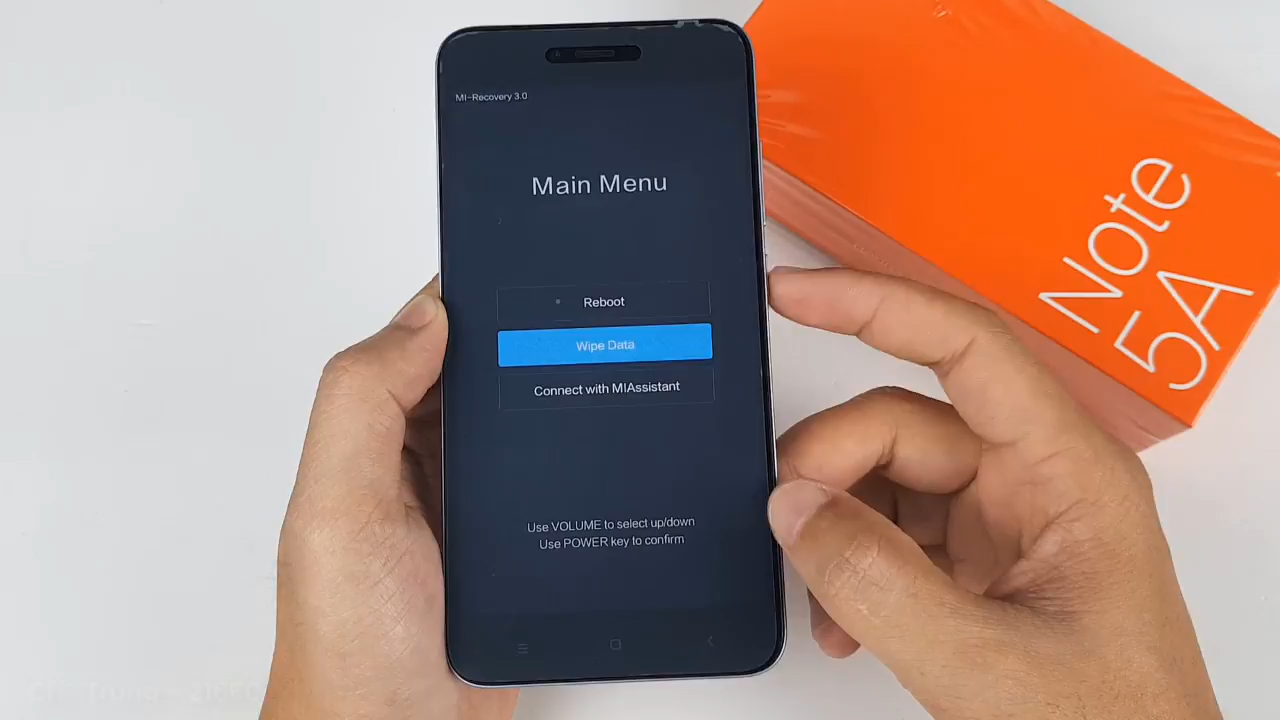 MI-Recovery 3.0
Main Menu
Reboot
Wipe Data
Connect with MIAssistant
Use VOLUME to select up/down
Use POWER key to confirm
Note
5A